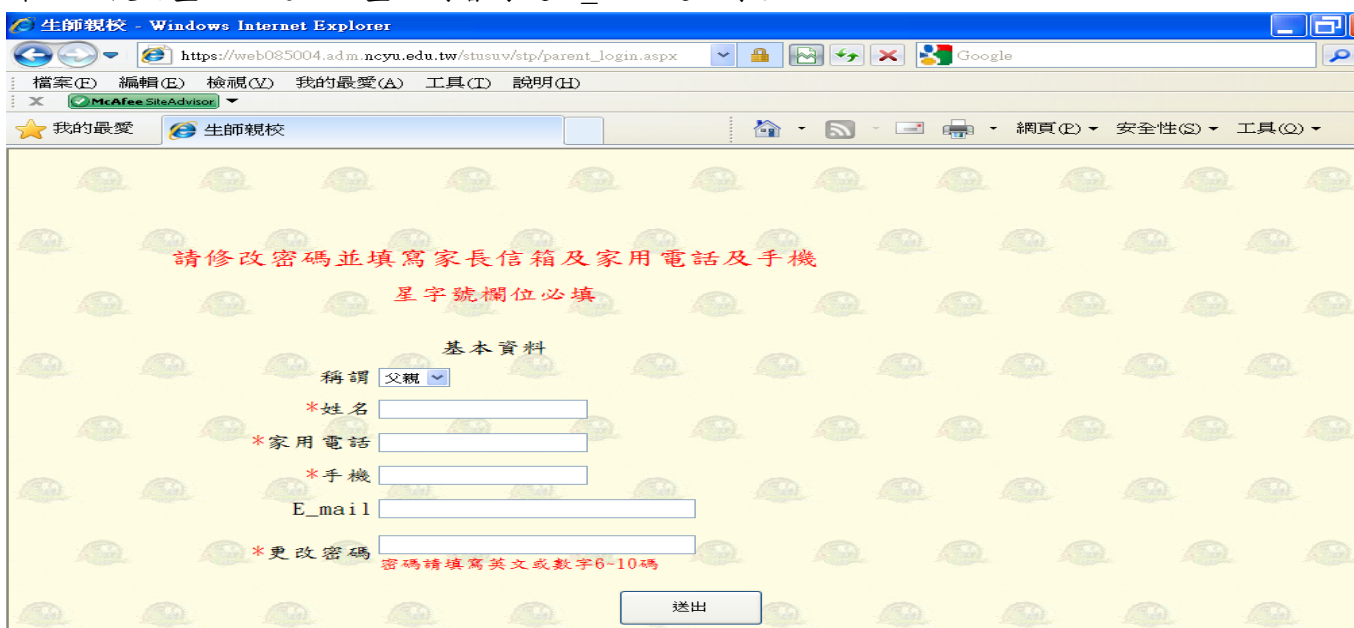 生師親校 - Windows Internet Explorer
https://web085004.adm.ncyu.edu.tw/stusuv/stp/parent_login.aspx Google
檔案(F) 編輯(E) 檢視(V) 我的最愛(A) 工具(T) 說明(H)
X McAfee SiteAdvisor
我的最愛 生師親校 網頁(P) 安全性(S) 工具(O)
請修改密碼並填寫家長信箱及家用電話及手機
星字號欄位必填
基本資料
稱謂 父親
*姓名
*家用電話
*手機
E_mail
*更改密碼
密碼請填寫英文或數字6~10碼
送出